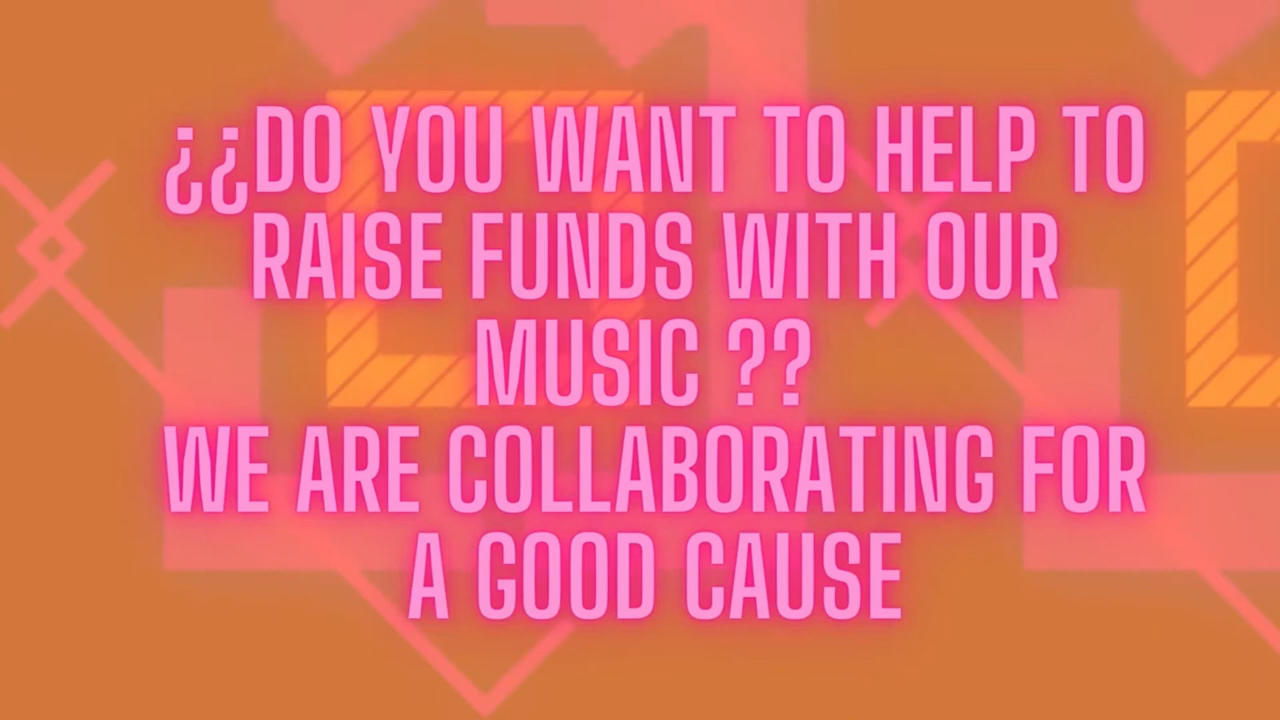 ¿¿DO YOU WANT TO HELP TO
RAISE FUNDS WITH OUR
MUSIC ??
WE ARE COLLABORATING FOR
A GOOD CAUSE